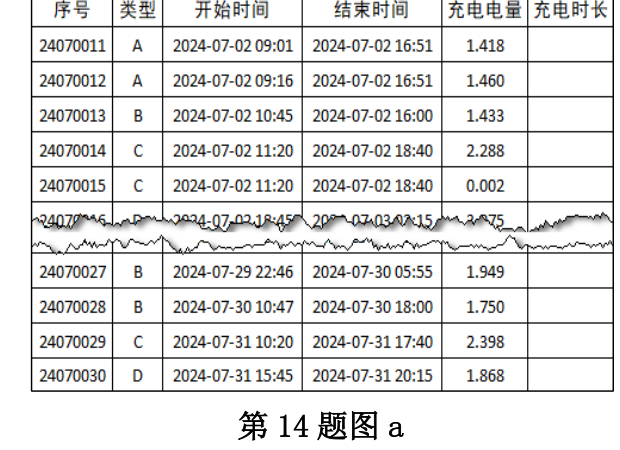 序号 类型 开始时间 结束时间 充电电量 充电时长
24070011 A 2024-07-02 09:01 2024-07-02 16:51 1.418
24070012 A 2024-07-02 09:16 2024-07-02 16:51 1.460
24070013 B 2024-07-02 10:45 2024-07-02 16:00 1.433
24070014 C 2024-07-02 11:20 2024-07-02 18:40 2.288
24070015 C 2024-07-02 11:20 2024-07-02 18:40 0.002
24070027 B 2024-07-29 22:46 2024-07-30 05:55 1.949
24070028 B 2024-07-30 10:47 2024-07-30 18:00 1.750
24070029 C 2024-07-31 10:20 2024-07-31 17:40 2.398
24070030 D 2024-07-31 15:45 2024-07-31 20:15 1.868
第 14 题图 a